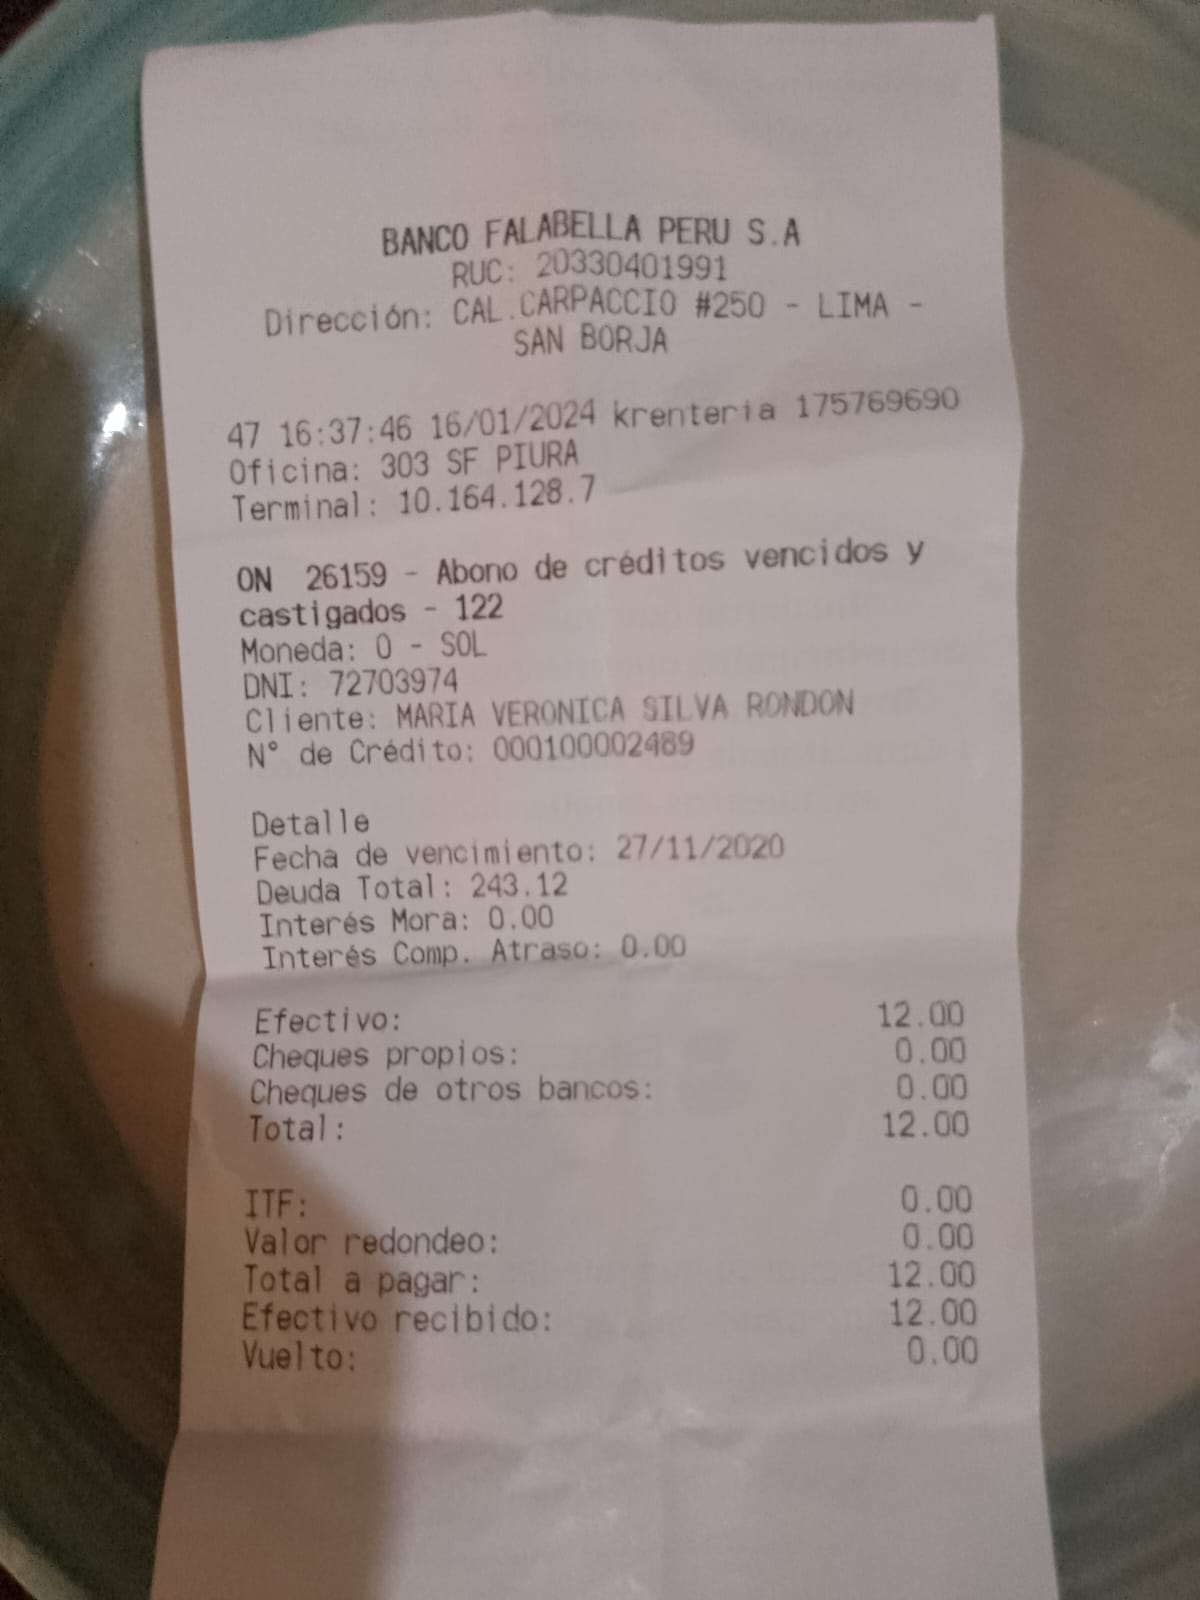 BANCO FALABELLA PERU S.A
RUC: 20330401991
Dirección: CAL.CARPACCIO #250 - LIMA -
SAN BORJA
47 16:37:46 16/01/2024 krenteria 175769690
Oficina: 303 SF PIURA
Terminal: 10.164.128.7
ON 26159 - Abono de créditos vencidos y
castigados - 122
Moneda: 0 - SOL
DNI: 72703974
Cliente: MARIA VERONICA SILVA RONDON
N° de Crédito: 000100002489
Detalle
Fecha de vencimiento: 27/11/2020
Deuda Total: 243.12
Interés Mora: 0.00
Interés Comp. Atraso: 0.00
Efectivo: 12.00
Cheques propios: 0.00
Cheques de otros bancos: 0.00
Total: 12.00
ITF: 0.00
Valor redondeo: 0.00
Total a pagar: 12.00
Efectivo recibido: 12.00
Vuelto: 0.00